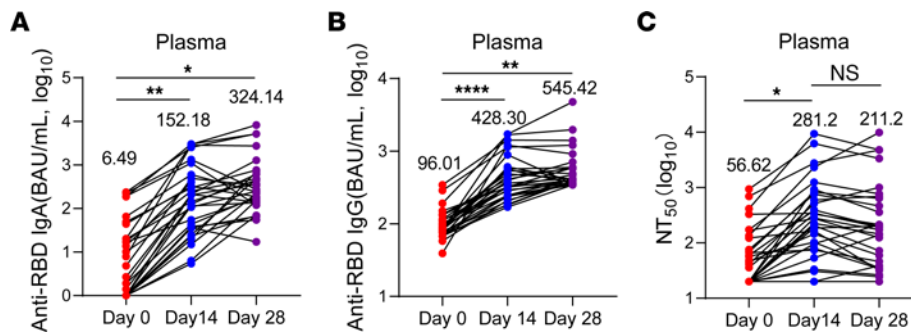 A
Plasma
*
**
324.14
152.18
6.49
Anti-RBD IgA(BAU/mL, log10)
5
4
3
2
1
0
Day 0 Day14 Day 28
B
Plasma
**
****
545.42
428.30
96.01
Anti-RBD IgG(BAU/mL, log10)
4
3
2
1
Day 0 Day14 Day 28
C
Plasma
NS
*
281.2 211.2
56.62
NT50 (log10)
5
4
3
2
1
Day 0 Day14 Day 28